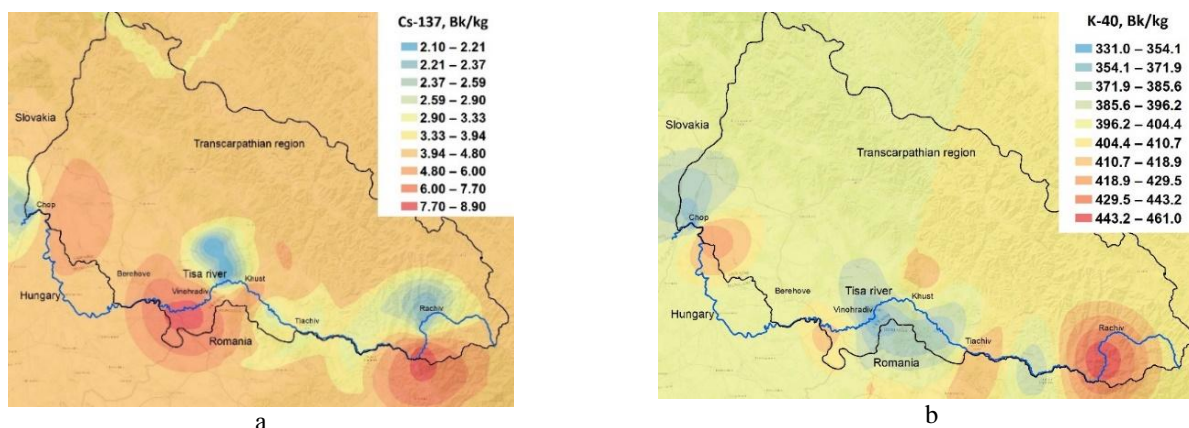 Cs-137, Bk/kg
2.10 – 2.21
2.21 – 2.37
2.37 – 2.59
2.59 – 2.90
2.90 – 3.33
3.33 – 3.94
3.94 – 4.80
4.80 – 6.00
6.00 – 7.70
7.70 – 8.90
Slovakia
Transcarpathian region
Chop
Berehove
Tisa river
Khust
Vinohradiv
Hungary
Rachiv
Tiachiv
Romania
a
K-40, Bk/kg
331.0 – 354.1
354.1 – 371.9
371.9 – 385.6
385.6 – 396.2
396.2 – 404.4
404.4 – 410.7
410.7 – 418.9
418.9 – 429.5
429.5 – 443.2
443.2 – 461.0
Slovakia
Transcarpathian region
Chop
Berehove
Tisa river
Khust
Vinohradiv
Hungary
Rachiv
Tiachiv
Romania
b